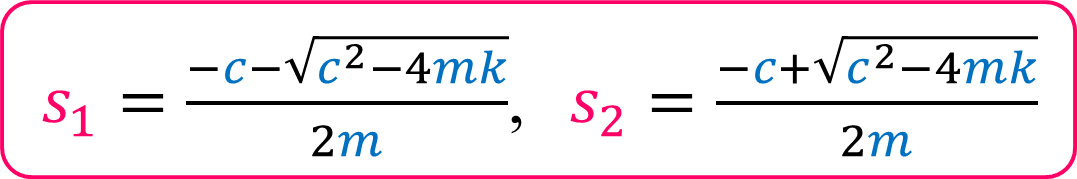 s₁ = (−c−√(c²−4mk))/(2m), s₂ = (−c+√(c²−4mk))/(2m)